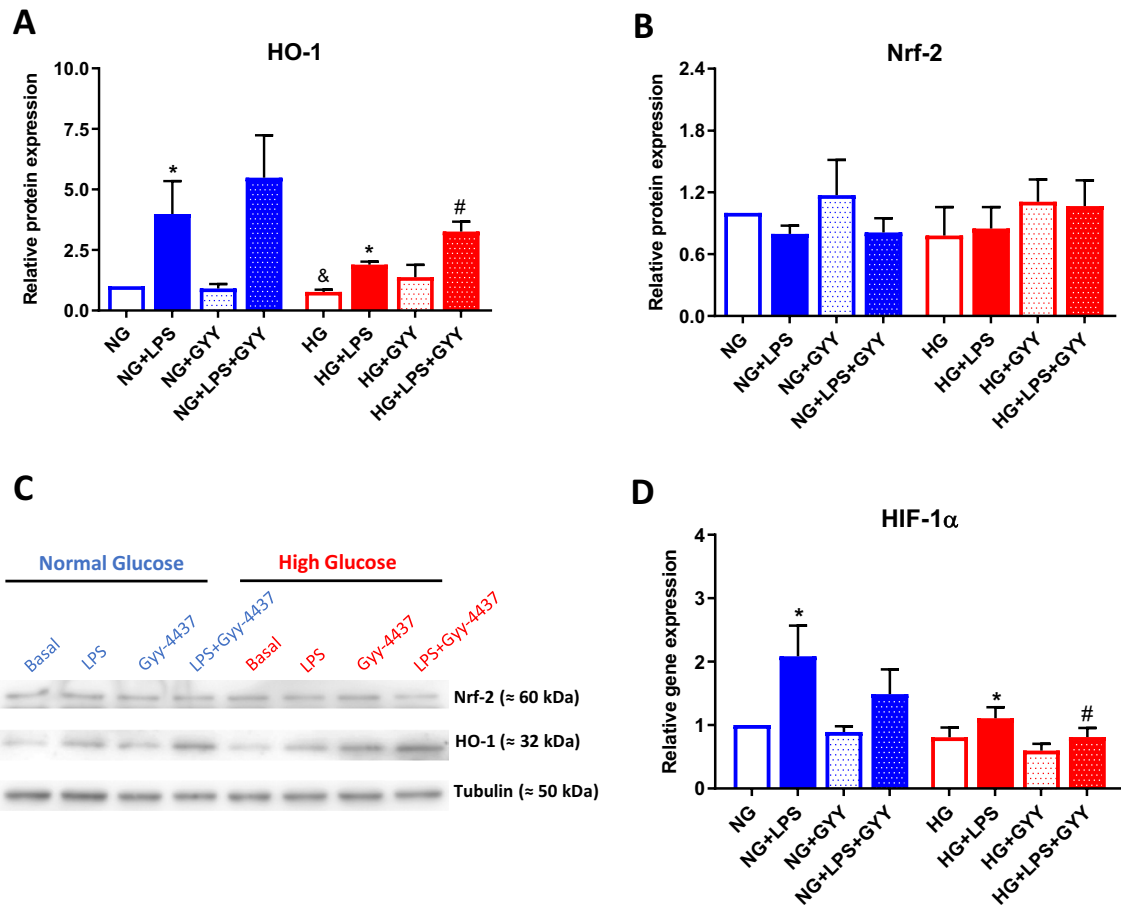 A
HO-1
Relative protein expression
10.0
7.5
5.0
2.5
0.0
*
&
*
#
NG
NG+LPS
NG+GYY
NG+LPS+GYY
HG
HG+LPS
HG+GYY
HG+LPS+GYY
B
Nrf-2
Relative protein expression
2.4
1.8
1.2
0.6
0.0
NG
NG+LPS
NG+GYY
NG+LPS+GYY
HG
HG+LPS
HG+GYY
HG+LPS+GYY
C
Normal Glucose
High Glucose
Basal
LPS
Gyy-4437
LPS+Gyy-4437
Basal
LPS
Gyy-4437
LPS+Gyy-4437
Nrf-2 (≈ 60 kDa)
HO-1 (≈ 32 kDa)
Tubulin (≈ 50 kDa)
D
HIF-1α
Relative gene expression
4
3
2
1
0
*
*
#
NG
NG+LPS
NG+GYY
NG+LPS+GYY
HG
HG+LPS
HG+GYY
HG+LPS+GYY